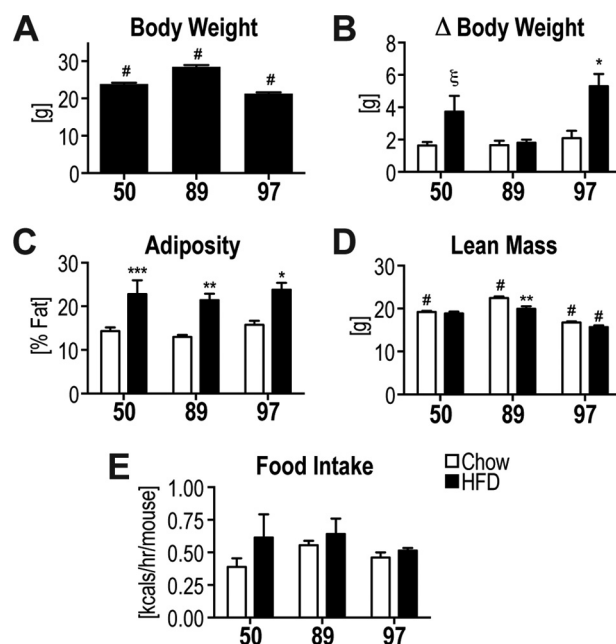 A Body Weight
[g]
30
20
10
0
# # #
50 89 97
B Δ Body Weight
[g]
8
6
4
2
0
ξ *
50 89 97
C Adiposity
[% Fat]
30
20
10
0
*** ** *
50 89 97
D Lean Mass
[g]
30
20
10
0
# # ** # #
50 89 97
E Food Intake
[kcals/hr/mouse]
1.00
0.75
0.50
0.25
0.00
50 89 97
Chow
HFD